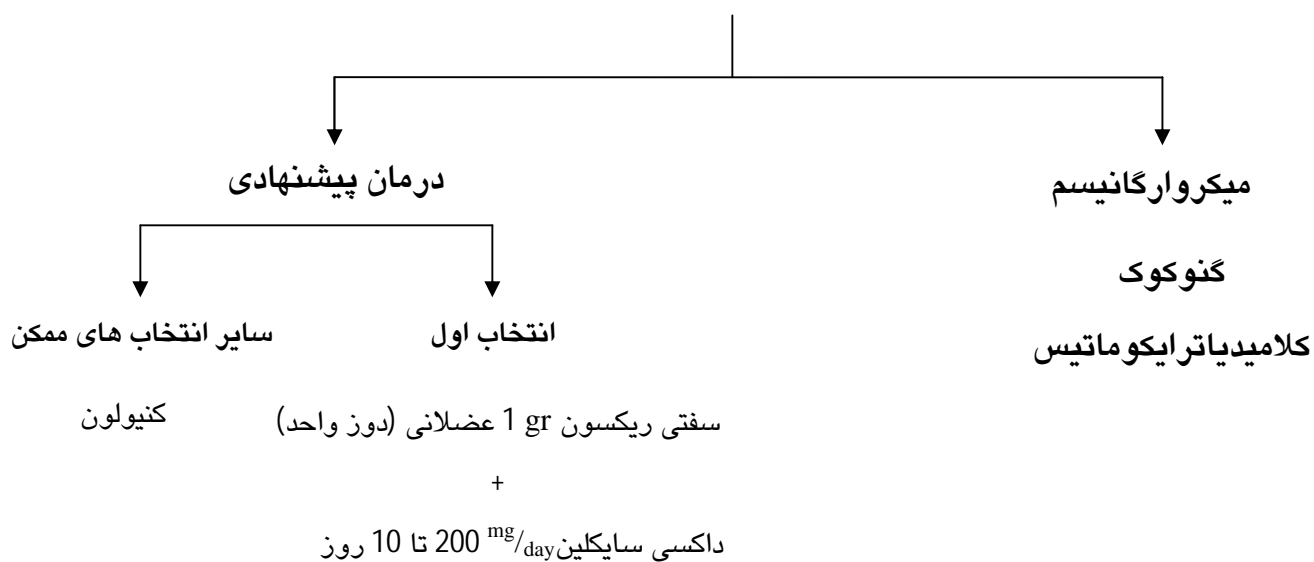 میکروارگانیسم
گنوکوک
کلامیدیاترایکوماتیس
درمان پیشنهادی
انتخاب اول
سفتی ریکسون 1 gr عضلانی (دوز واحد)
+
داکسی سایکلین 200 mg/day تا 10 روز
سایر انتخاب های ممکن
کنیولون